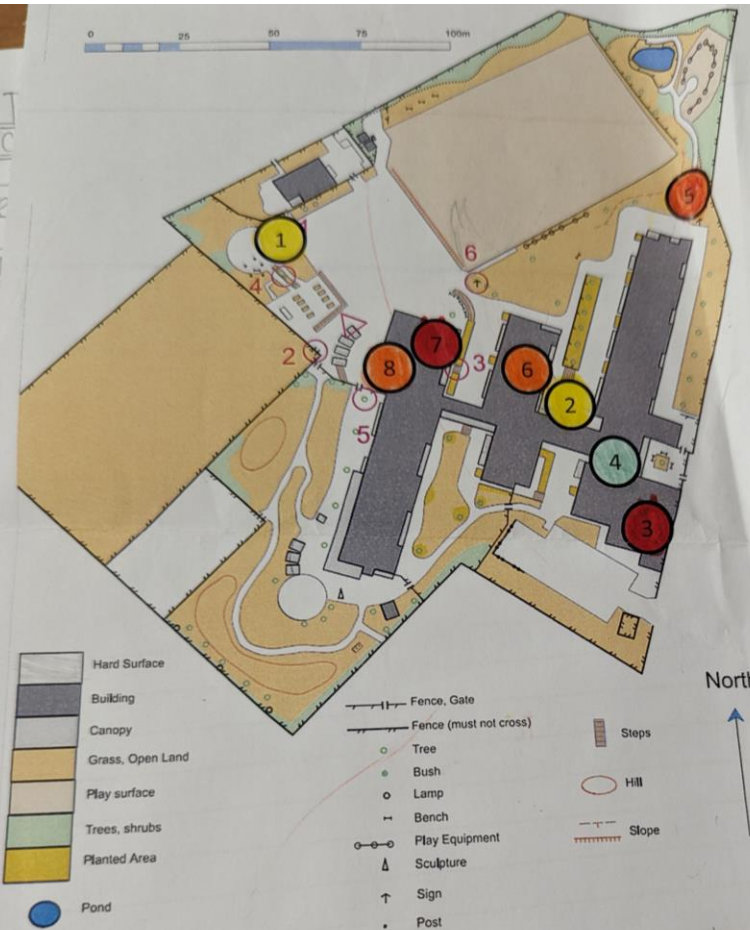 0 25 50 75 100m
5
1
6
4
2
7
3
8
6
2
5
4
3
Hard Surface
Building
Canopy
Grass, Open Land
Play surface
Trees, shrubs
Planted Area
Pond
Fence, Gate
Fence (must not cross)
Tree
Bush
Lamp
Bench
Play Equipment
Sculpture
Sign
Post
Steps
Hill
Slope
North